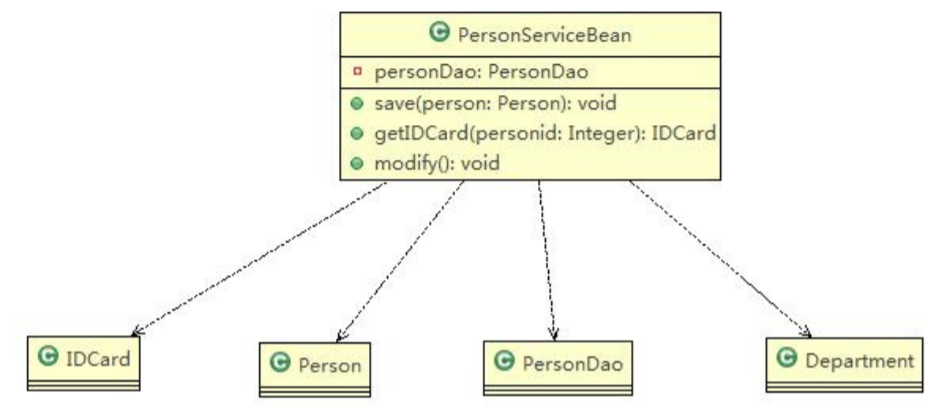 C PersonServiceBean
personDao: PersonDao
save(person: Person): void
getIDCard(personid: Integer): IDCard
modify(): void
C IDCard
C Person
C PersonDao
C Department